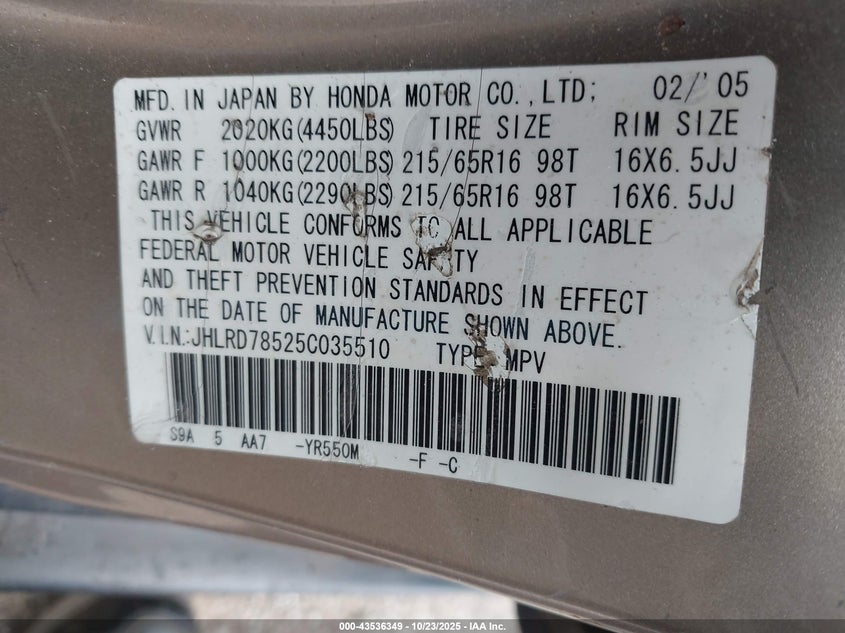 MFD. IN JAPAN BY HONDA MOTOR CO.,LTD; 02/'05
GVWR 2020KG(4450LBS) TIRE SIZE RIM SIZE
GAWR F 1000KG(2200LBS) 215/65R16 98T 16X6.5JJ
GAWR R 1040KG(2290LBS) 215/65R16 98T 16X6.5JJ
THIS VEHICLE CONFORMS TO ALL APPLICABLE
FEDERAL MOTOR VEHICLE SAFETY
AND THEFT PREVENTION STANDARDS IN EFFECT
ON THE DATE OF MANUFACTURE SHOWN ABOVE.
V.I.N.:JHLRD78525C035510 TYPE: MPV
S9A 5 AA7 -YR550M -F -C
000-43536349 - 10/23/2025 - IAA Inc.